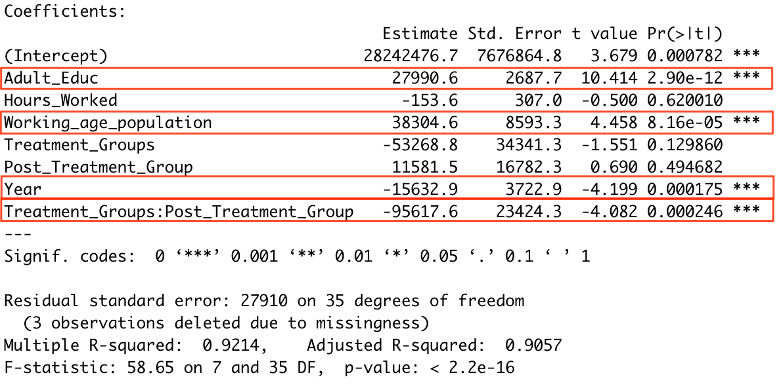 Coefficients:
Estimate Std. Error t value Pr(>|t|)
(Intercept) 28242476.7 7676864.8 3.679 0.000782 ***
Adult_Educ 27990.6 2687.7 10.414 2.90e-12 ***
Hours_Worked -153.6 307.0 -0.500 0.620010
Working_age_population 38304.6 8593.3 4.458 8.16e-05 ***
Treatment_Groups -53268.8 34341.3 -1.551 0.129860
Post_Treatment_Group 11581.5 16782.3 0.690 0.494682
Year -15632.9 3722.9 -4.199 0.000175 ***
Treatment_Groups:Post_Treatment_Group -95617.6 23424.3 -4.082 0.000246 ***
---
Signif. codes: 0 ‘***’ 0.001 ‘**’ 0.01 ‘*’ 0.05 ‘.’ 0.1 ‘ ’ 1
Residual standard error: 27910 on 35 degrees of freedom
(3 observations deleted due to missingness)
Multiple R-squared: 0.9214, Adjusted R-squared: 0.9057
F-statistic: 58.65 on 7 and 35 DF, p-value: < 2.2e-16